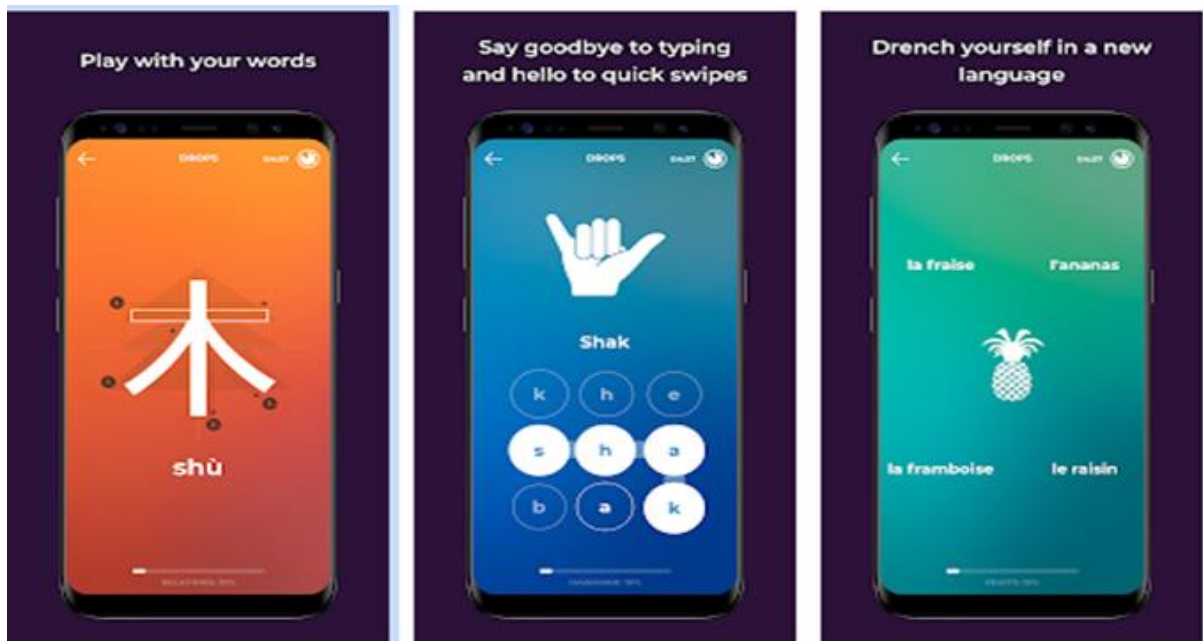 Play with your words
DROPS
木
shù
Say goodbye to typing
and hello to quick swipes
DROPS
Shak
k h e
s h a
b a k
Drench yourself in a new
language
DROPS
la fraise l'ananas
la framboise le raisin